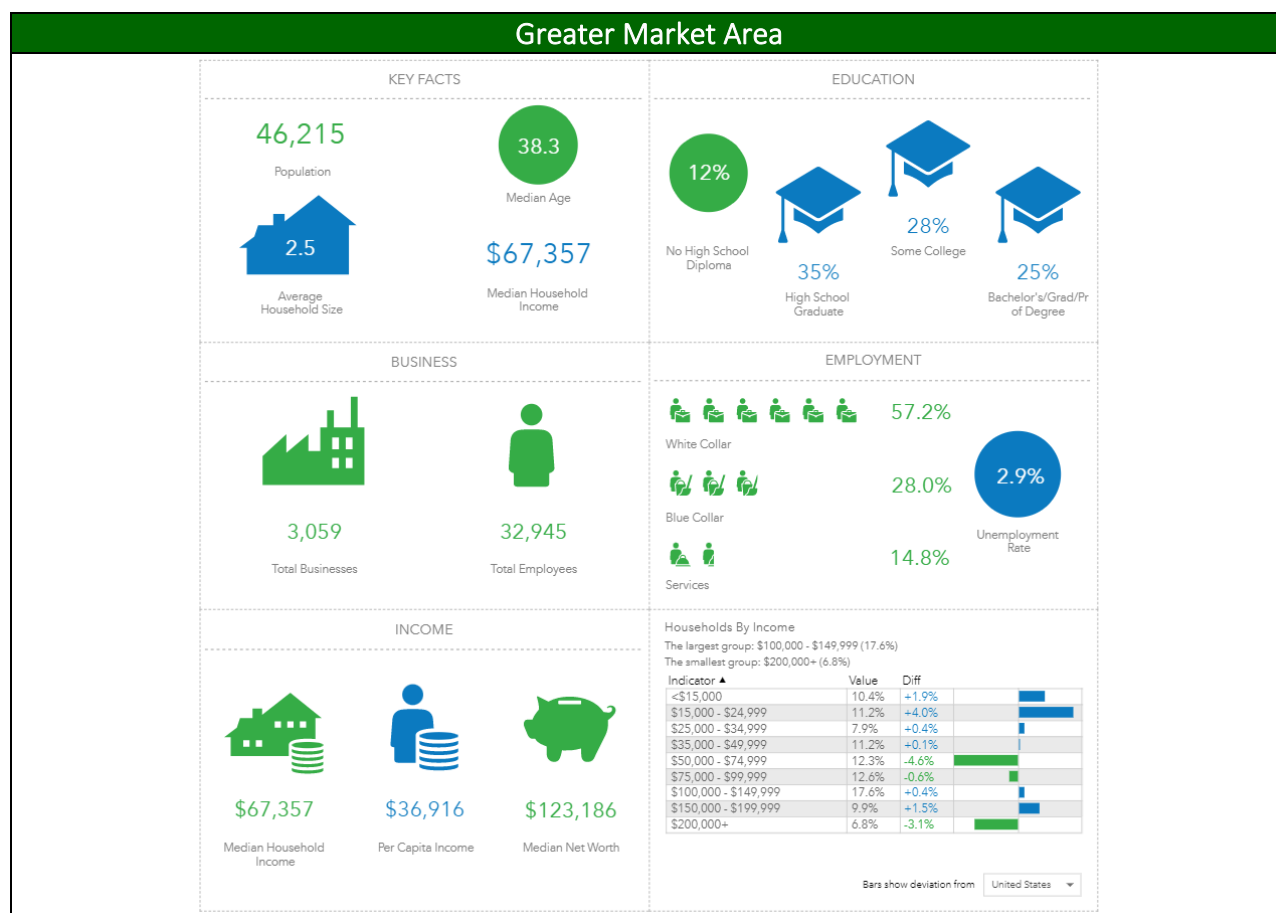 Greater Market Area
KEY FACTS
46,215
Population
38.3
Median Age
2.5
Average
Household Size
$67,357
Median Household
Income
EDUCATION
12%
No High School
Diploma
35%
High School
Graduate
28%
Some College
25%
Bachelor's/Grad/Pr
of Degree
BUSINESS
3,059
Total Businesses
32,945
Total Employees
EMPLOYMENT
57.2%
White Collar
28.0%
Blue Collar
14.8%
Services
2.9%
Unemployment
Rate
INCOME
$67,357
Median Household
Income
$36,916
Per Capita Income
$123,186
Median Net Worth
Households By Income
The largest group: $100,000 - $149,999 (17.6%)
The smallest group: $200,000+ (6.8%)
Indicator ▲ Value Diff
<$15,000 10.4% +1.9%
$15,000 - $24,999 11.2% +4.0%
$25,000 - $34,999 7.9% +0.4%
$35,000 - $49,999 11.2% +0.1%
$50,000 - $74,999 12.3% -4.6%
$75,000 - $99,999 12.6% -0.6%
$100,000 - $149,999 17.6% +0.4%
$150,000 - $199,999 9.9% +1.5%
$200,000+ 6.8% -3.1%
Bars show deviation from United States